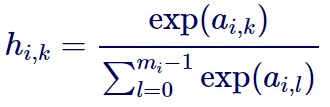 h_{i,k} = \frac{\exp(a_{i,k})}{\sum_{l=0}^{m_i-1} \exp(a_{i,l})}